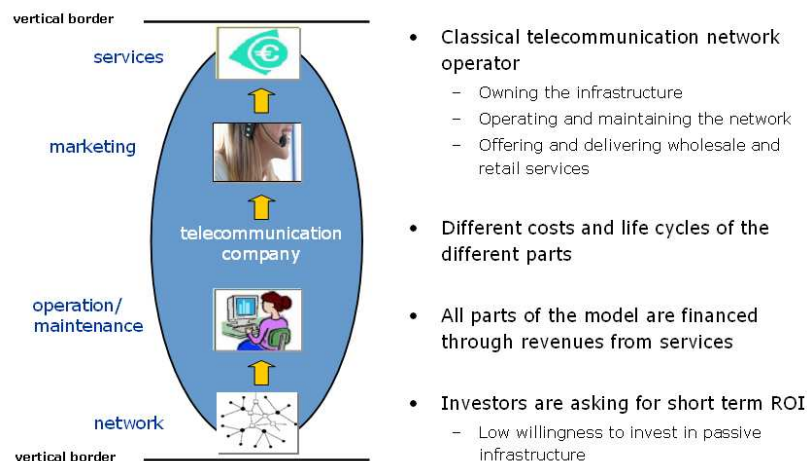 vertical border
services
marketing
telecommunication
company
operation/
maintenance
network
vertical border
• Classical telecommunication network
operator
– Owning the infrastructure
– Operating and maintaining the network
– Offering and delivering wholesale and
retail services
• Different costs and life cycles of the
different parts
• All parts of the model are financed
through revenues from services
• Investors are asking for short term ROI
– Low willingness to invest in passive
infrastructure